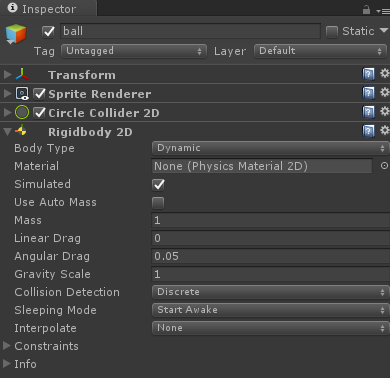 Inspector
ball
Static
Tag Untagged Layer Default
Transform
Sprite Renderer
Circle Collider 2D
Rigidbody 2D
Body Type Dynamic
Material None (Physics Material 2D)
Simulated
Use Auto Mass
Mass 1
Linear Drag 0
Angular Drag 0.05
Gravity Scale 1
Collision Detection Discrete
Sleeping Mode Start Awake
Interpolate None
Constraints
Info